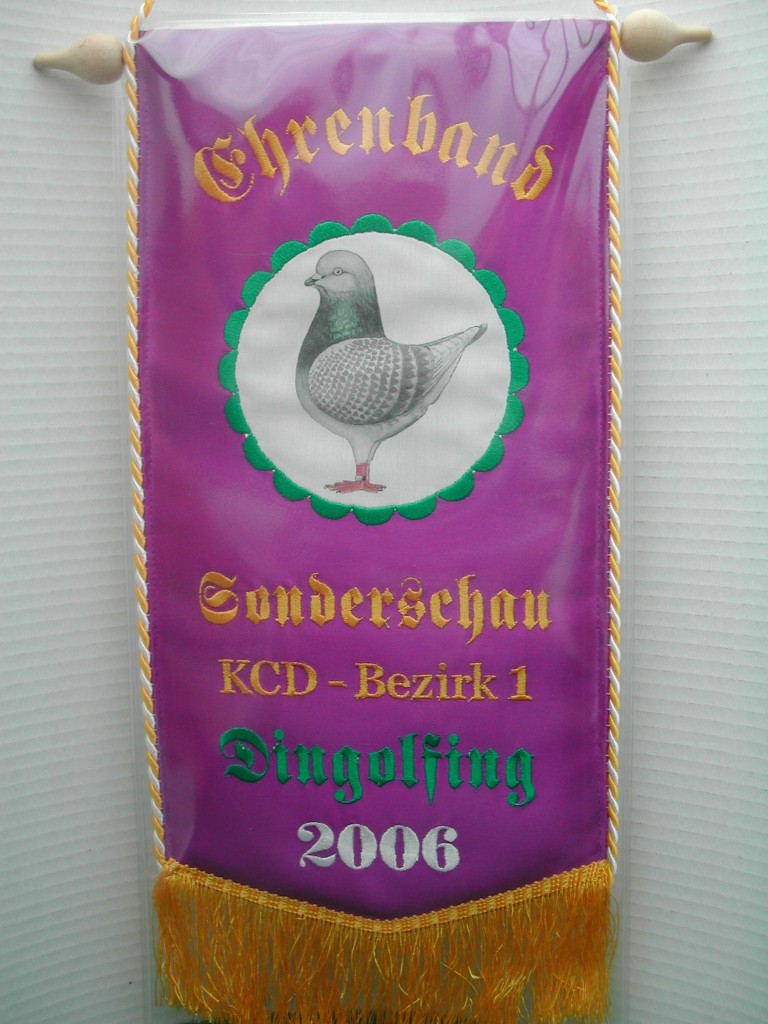 Ehrenband
Sonderschau
KCD - Bezirk 1
Dingolfing
2006